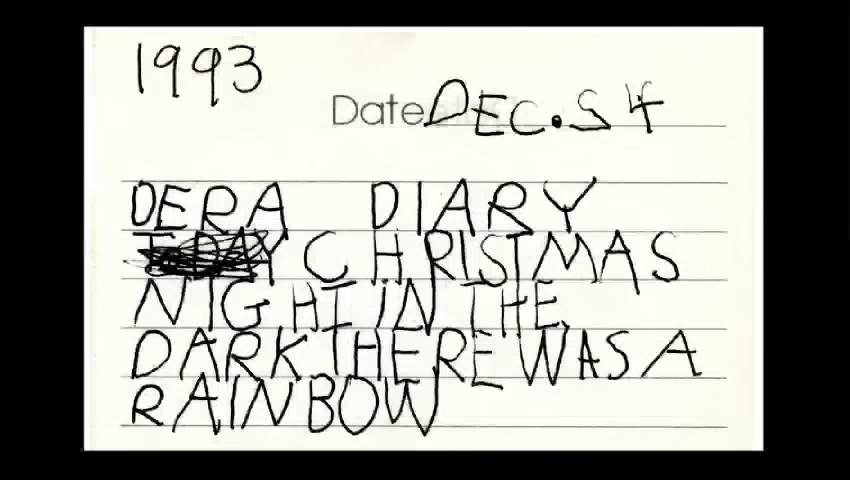 1993
Date DEC. S4
DERA DIARY
TODAY CHRISTMAS
NIGHT IN THE,
DARK THERE WAS A
RAINBOW